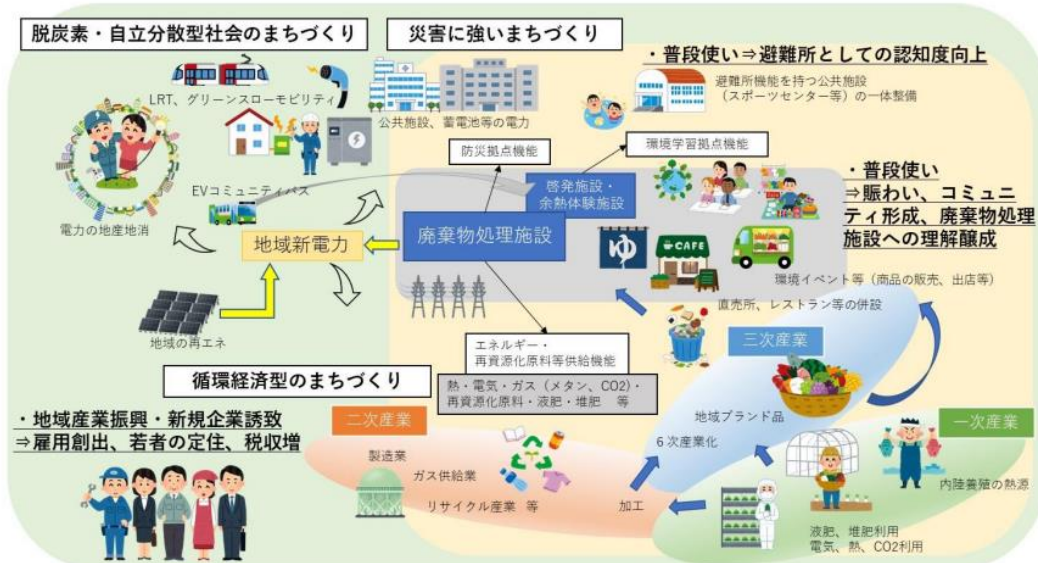 脱炭素・自立分散型社会のまちづくり
災害に強いまちづくり
・普段使い⇒避難所としての認知度向上
避難所機能を持つ公共施設
（スポーツセンター等）の一体整備
LRT、グリーンスローモビリティ
公共施設、蓄電池等の電力
防災拠点機能
環境学習拠点機能
EVコミュニティバス
電力の地産地消
地域新電力
啓発施設・
余熱体験施設
廃棄物処理施設
・普段使い
⇒賑わい、コミュニ
ティ形成、廃棄物処理
施設への理解醸成
ゆ
CAFE
環境イベント等（商品の販売、出店等）
直売所、レストラン等の併設
地域の再エネ
エネルギー・
再資源化原料等供給機能
熱・電気・ガス（メタン、CO2）・
再資源化原料・液肥・堆肥　等
循環経済型のまちづくり
・地域産業振興・新規企業誘致
⇒雇用創出、若者の定住、税収増
二次産業
製造業
ガス供給業
リサイクル産業　等
加工
三次産業
地域ブランド品
６次産業化
一次産業
内陸養殖の熱源
液肥、堆肥利用
電気、熱、CO2利用